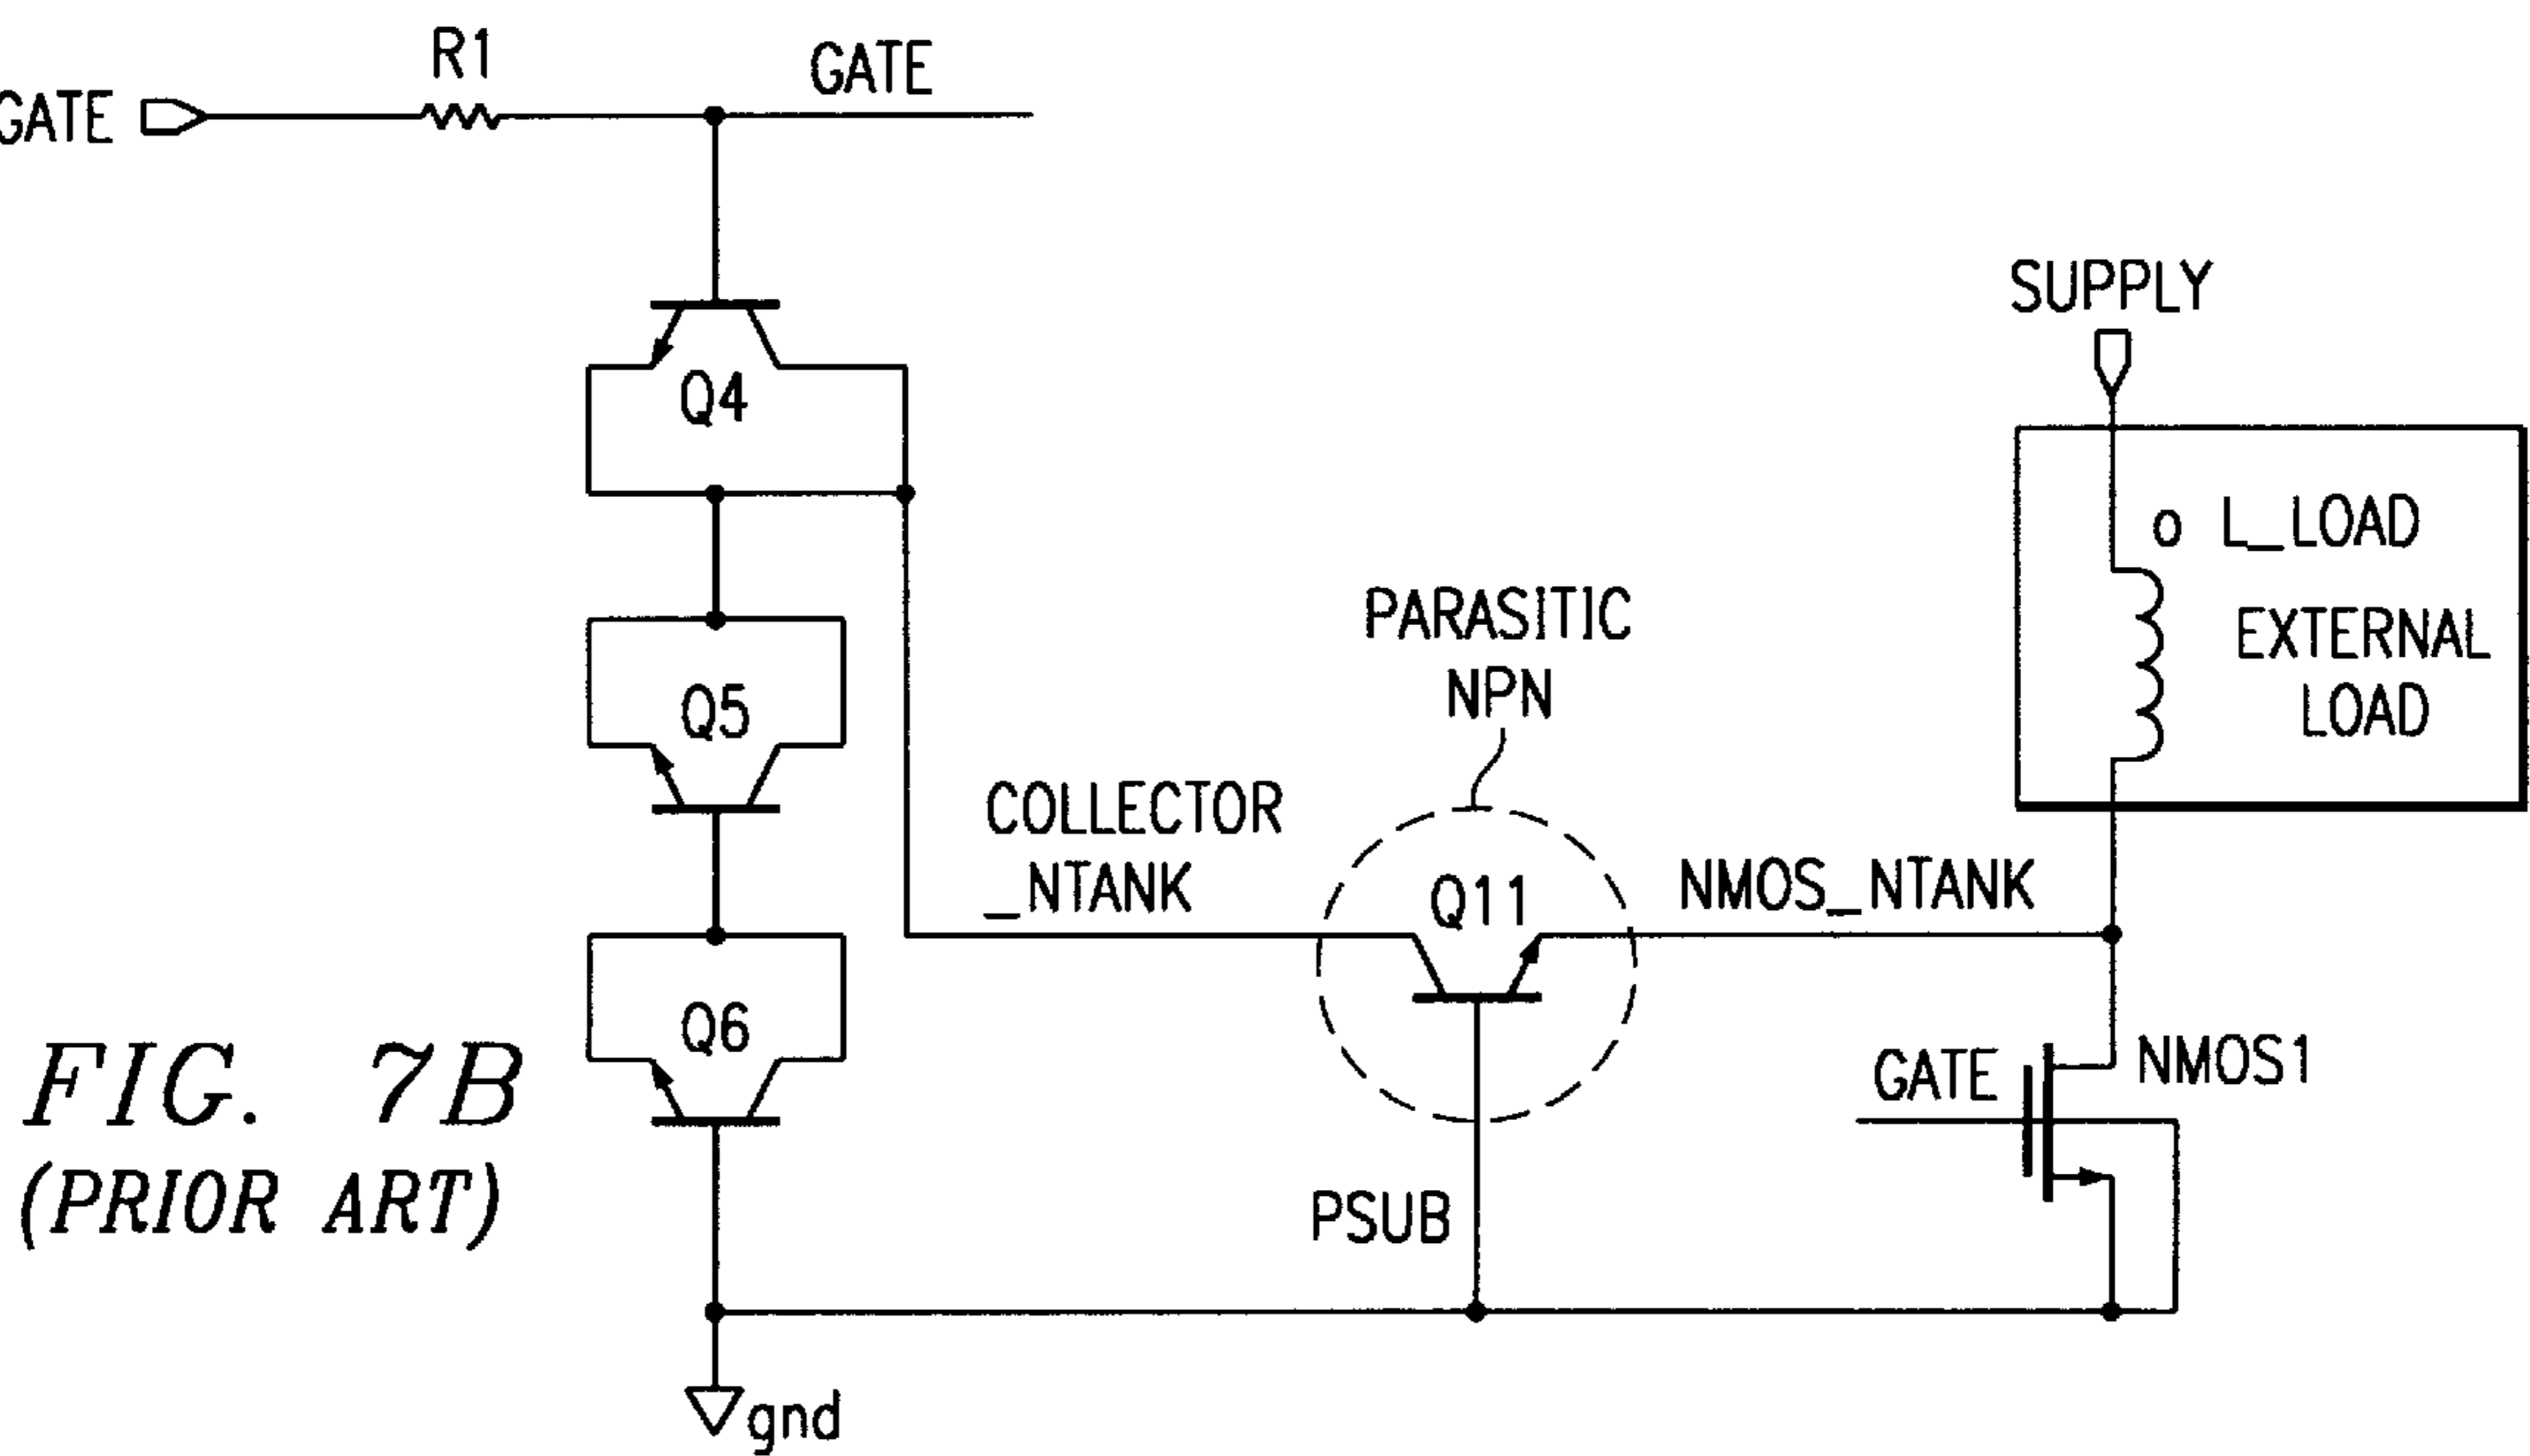 R1
GATE
GATE
Q4
SUPPLY
L_LOAD
EXTERNAL
LOAD
PARASITIC
NPN
Q5
COLLECTOR
_NTANK
Q11
NMOS_NTANK
Q6
GATE
NMOS1
PSUB
gnd
FIG. 7B
(PRIOR ART)